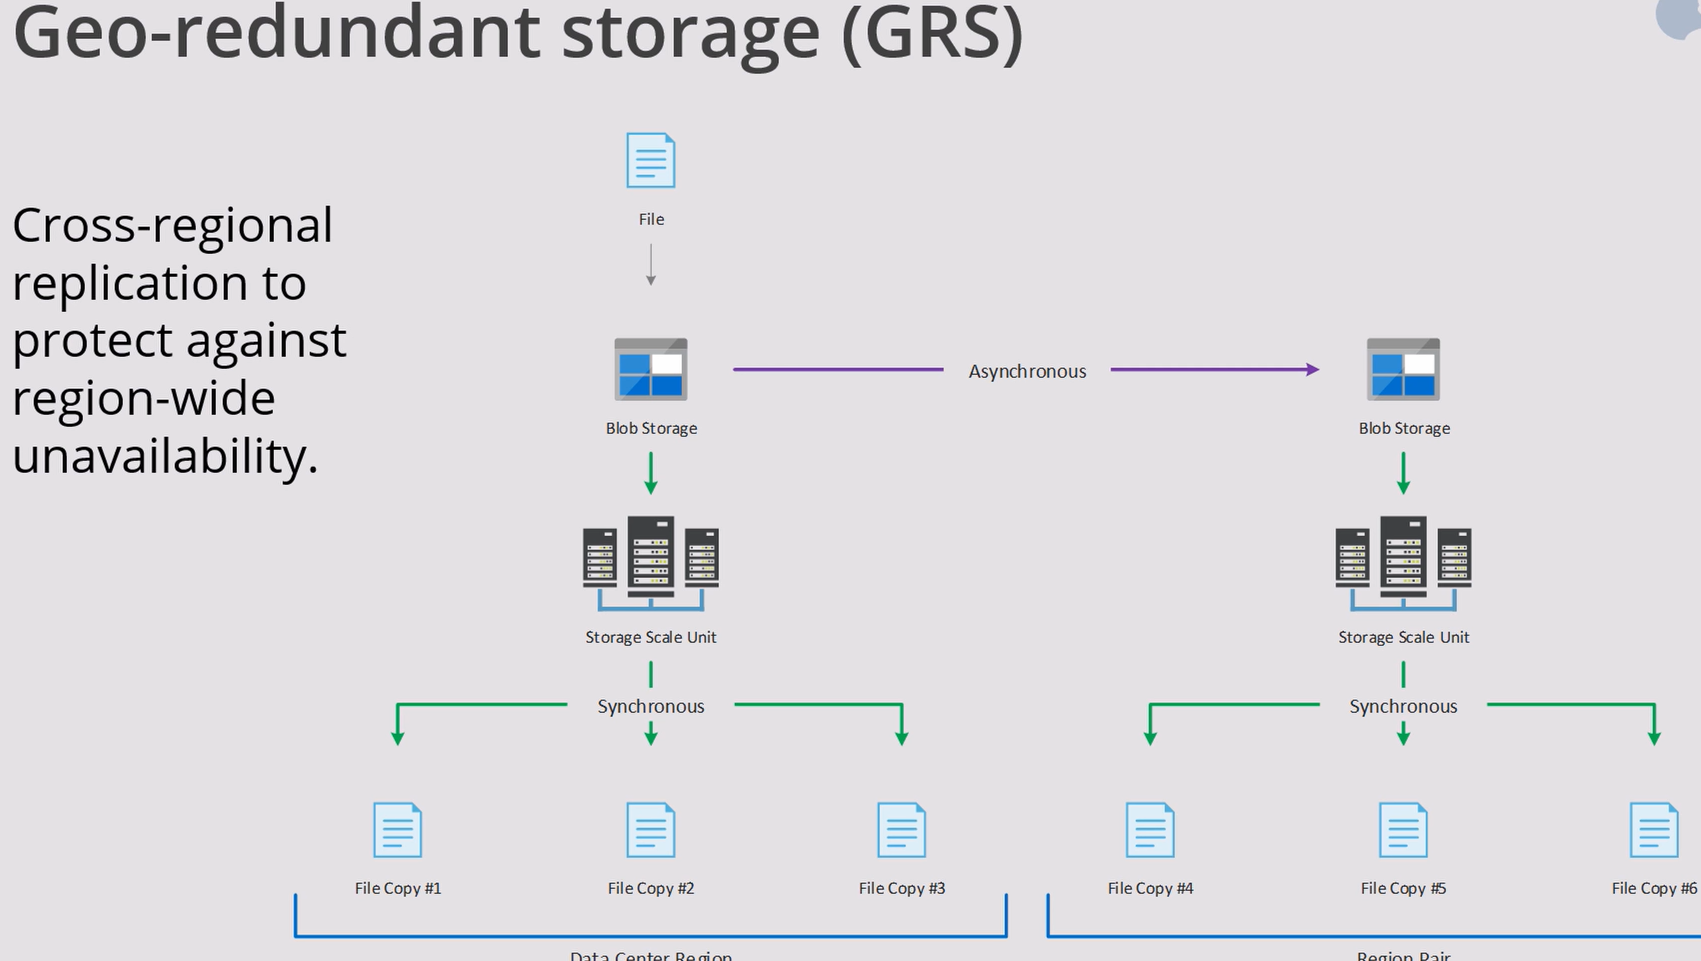 Geo-redundant storage (GRS)
Cross-regional
replication to
protect against
region-wide
unavailability.
File
Asynchronous
Blob Storage
Blob Storage
Storage Scale Unit
Storage Scale Unit
Synchronous
Synchronous
File Copy #1
File Copy #2
File Copy #3
File Copy #4
File Copy #5
File Copy #6
Data Center Region
Region Pair